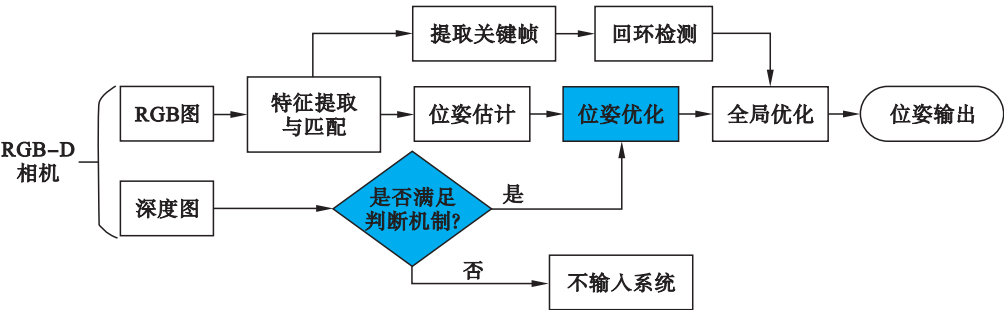 提取关键帧
回环检测
RGB图
特征提取
与匹配
位姿估计
位姿优化
全局优化
位姿输出
RGB-D
相机
深度图
是否满足
判断机制?
是
否
不输入系统